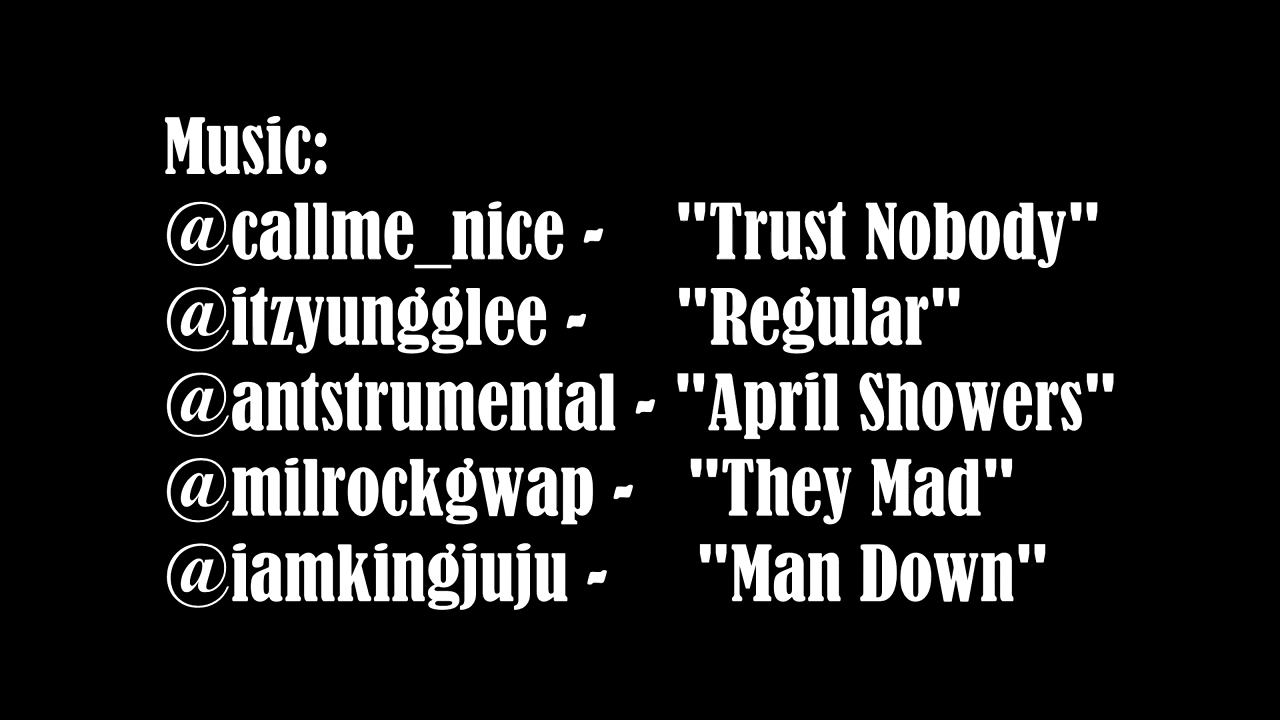 Music:
@callme_nice - "Trust Nobody"
@itzyungglee - "Regular"
@antstrumental - "April Showers"
@milrockgwap - "They Mad"
@iamkingjuju - "Man Down"